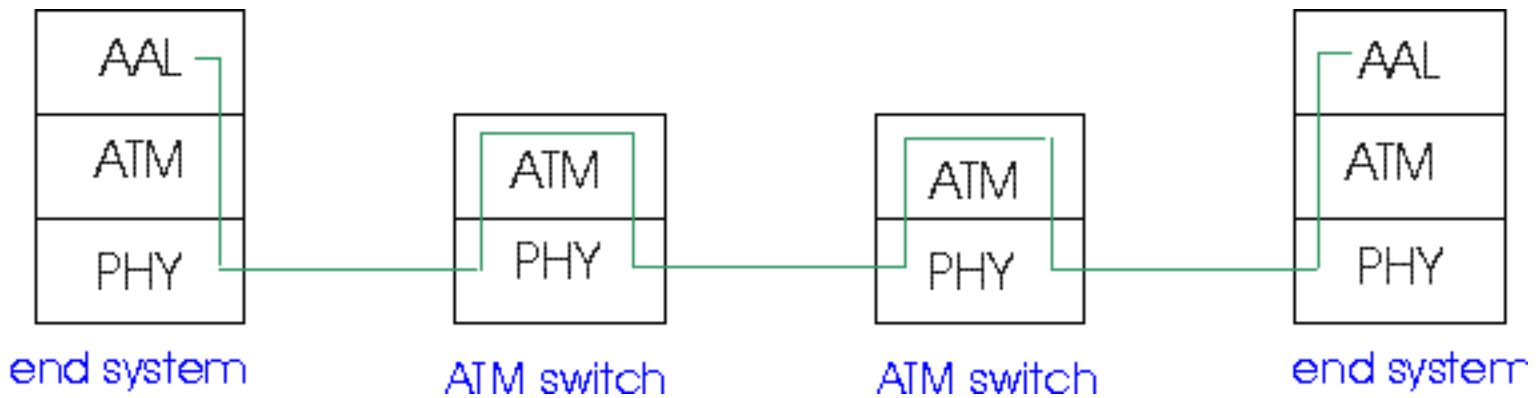 AAL
ATM
PHY
end system
ATM
PHY
ATM switch
ATM
PHY
ATM switch
AAL
ATM
PHY
end system